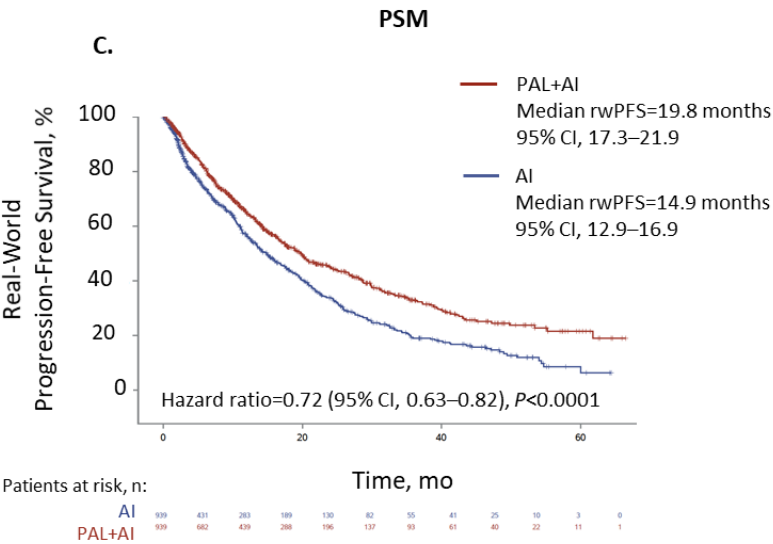 PSM
C.
PAL+AI
Median rwPFS=19.8 months
95% CI, 17.3–21.9
AI
Median rwPFS=14.9 months
95% CI, 12.9–16.9
Real-World
Progression-Free Survival, %
100
80
60
40
20
0
Hazard ratio=0.72 (95% CI, 0.63–0.82), P<0.0001
0 20 40 60
Time, mo
Patients at risk, n:
AI 939 431 283 189 130 82 55 41 25 10 3 0
PAL+AI 939 682 439 288 196 137 93 61 40 22 11 1